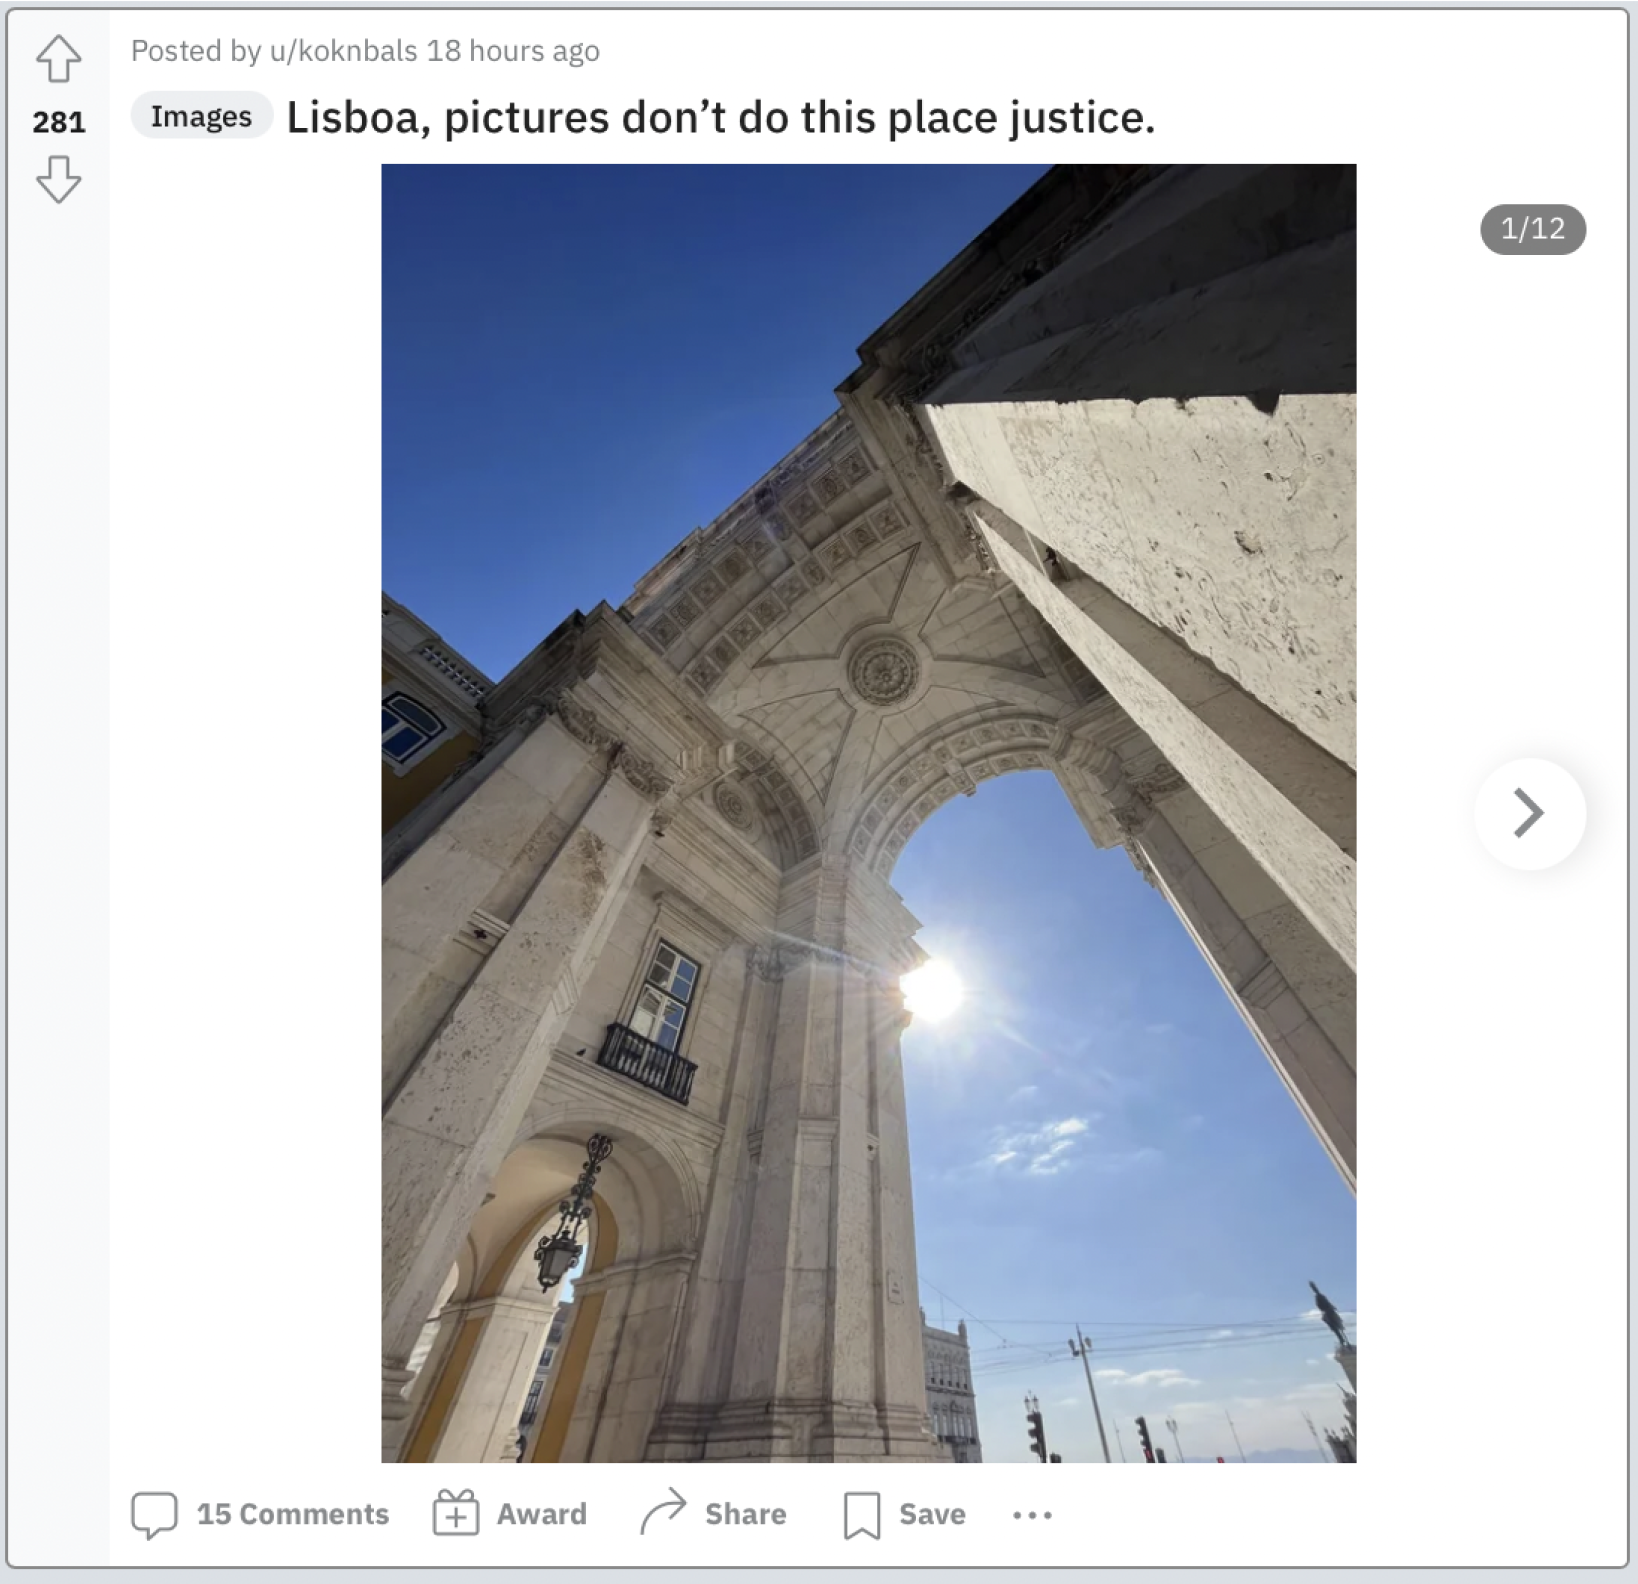 Posted by u/koknbals 18 hours ago
281
Images Lisboa, pictures don’t do this place justice.
1/12
15 Comments Award Share Save